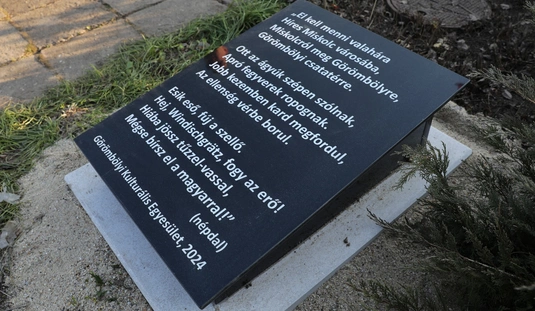 „El kell menni valahára
Híres Miskolc városába,
Miskolcról meg Görömbölyre,
Görömbölyi csatatérre.
Ott az ágyúk szépen szólnak,
Apró fegyverek ropognak.
Jobb kezemben kard megfordul,
Az ellenség vérbe borul.
Esik eső, fúj a szellő.
Hej, Windischgrätz, fogy az erő!
Hiába jössz tűzzel-vassal,
Mégse bírsz el a magyarral!”
(népdal)
Görömbölyi Kulturális Egyesület, 2024